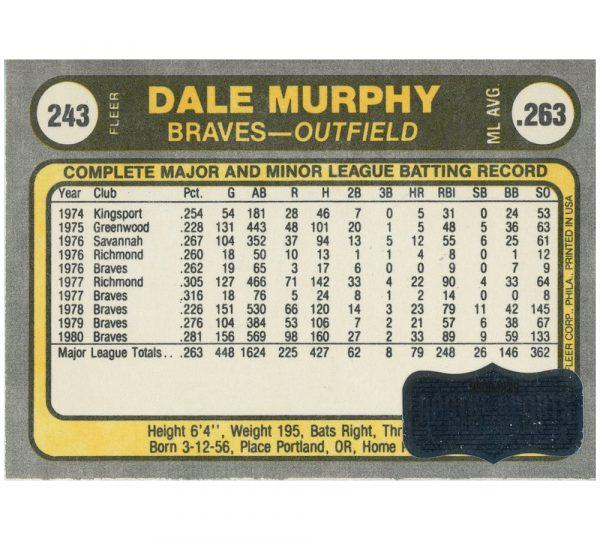 243 FLEER DALE MURPHY ML AVG. .263
BRAVES—OUTFIELD
COMPLETE MAJOR AND MINOR LEAGUE BATTING RECORD
Year Club Pct. G AB R H 2B 3B HR RBI SB BB SO
1974 Kingsport .254 54 181 28 46 7 0 5 31 0 24 53
1975 Greenwood .228 131 443 48 101 20 1 5 48 5 36 63
1976 Savannah .267 104 352 37 94 13 5 12 55 6 25 61
1976 Richmond .260 18 50 10 13 1 1 4 8 0 1 12
1976 Braves .262 19 65 3 17 6 0 0 9 0 7 9
1977 Richmond .305 127 466 71 142 33 4 22 90 4 33 64
1977 Braves .316 18 76 5 24 8 1 2 14 0 0 8
1978 Braves .226 151 530 66 120 14 3 23 79 11 42 145
1979 Braves .276 104 384 53 106 7 2 21 57 6 38 67
1980 Braves .281 156 569 98 160 27 2 33 89 9 59 133
Major League Totals.. .263 448 1624 225 427 62 8 79 248 26 146 362
FLEER CORP., PHILA., PRINTED IN USA
Height 6'4'', Weight 195, Bats Right, Thr
Born 3-12-56, Place Portland, OR, Home